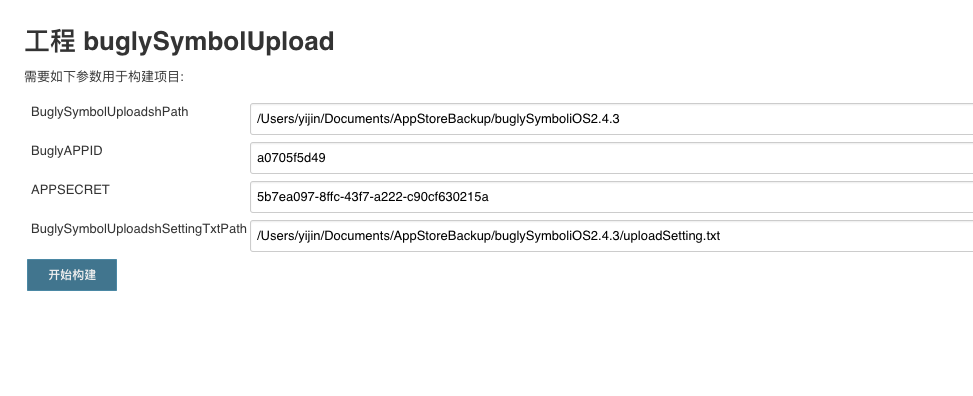 工程 buglySymbolUpload
需要如下参数用于构建项目:
BuglySymbolUploadshPath
/Users/yijin/Documents/AppStoreBackup/buglySymboliOS2.4.3
BuglyAPPID
a0705f5d49
APPSECRET
5b7ea097-8ffc-43f7-a222-c90cf630215a
BuglySymbolUploadshSettingTxtPath
/Users/yijin/Documents/AppStoreBackup/buglySymboliOS2.4.3/uploadSetting.txt
开始构建